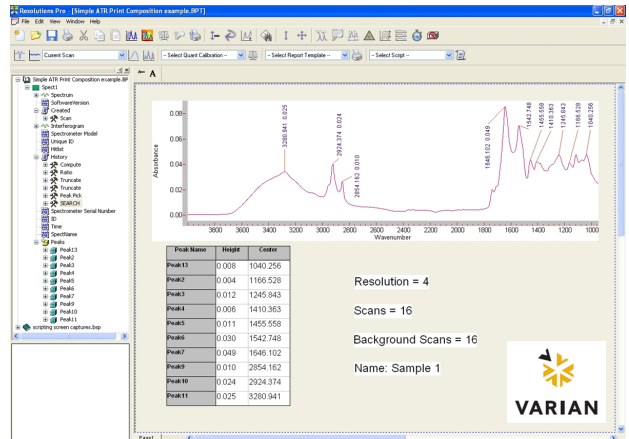 Resolutions Pro - [Simple ATR Print Composition example.BPT]
File Edit View Window Help
Current Scan
-- Select Quant Calibration --
-- Select Report Template --
-- Select Script --
A
Simple ATR Print Composition example.BP
Spect1
Spectrum
SoftwareVersion
Created
Scan
Interferogram
Spectrometer Model
Unique ID
Hitlist
History
Compute
Ratio
Truncate
Truncate
Peak Pick
SEARCH
Spectrometer Serial Number
ID
Time
SpectName
Peaks
Peak13
Peak2
Peak3
Peak4
Peak5
Peak6
Peak7
Peak9
Peak10
Peak11
scripting screen captures.bsp
Absorbance
0.08
0.06
0.04
0.02
0.00
3280.941 0.025
2924.374 0.024
2854.162 0.010
1646.102 0.049
1542.748
1455.558
1410.363
1245.843
1166.528
1040.256
3800 3600 3400 3200 3000 2800 2600 2400 2200 2000 1800 1600 1400 1200 1000
Wavenumber
Peak Name Height Center
Peak13 0.008 1040.256
Peak2 0.004 1166.528
Peak3 0.012 1245.843
Peak4 0.006 1410.363
Peak5 0.011 1455.558
Peak6 0.030 1542.748
Peak7 0.049 1646.102
Peak9 0.010 2854.162
Peak10 0.024 2924.374
Peak11 0.025 3280.941
Resolution = 4
Scans = 16
Background Scans = 16
Name: Sample 1
VARIAN
Page1